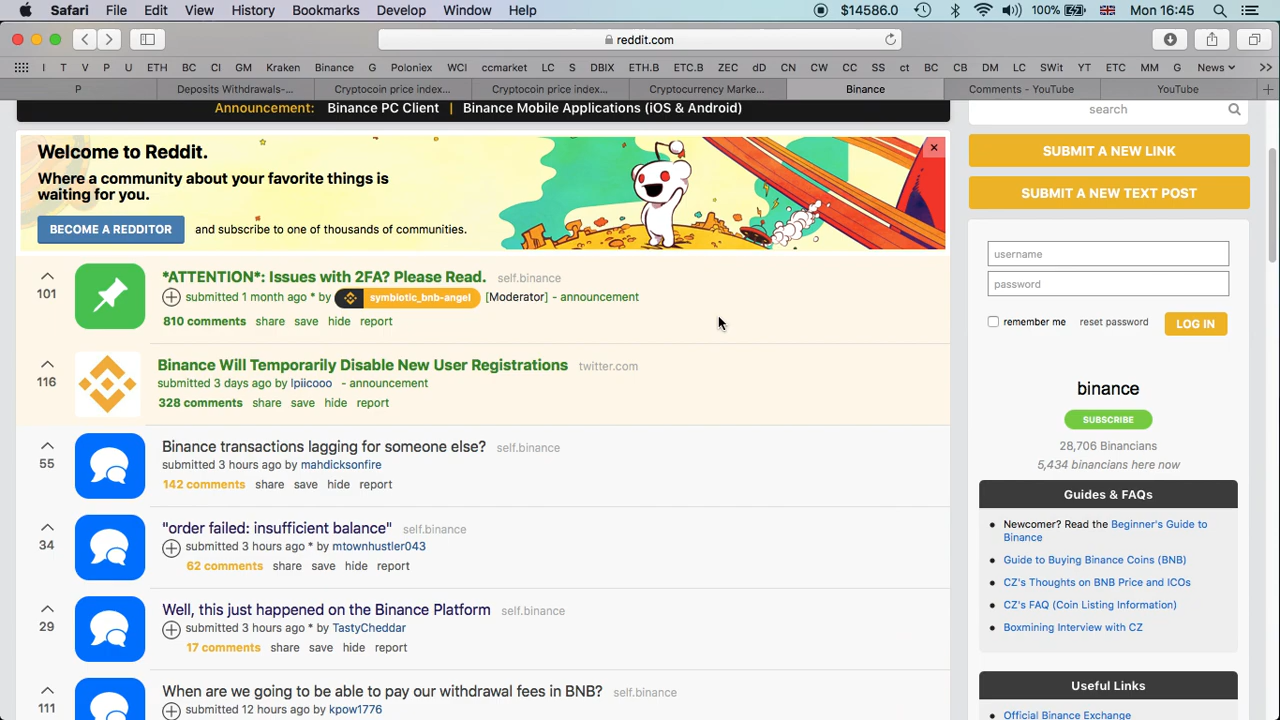 Safari File Edit View History Bookmarks Develop Window Help $14586.0 100% Mon 16:45
reddit.com
I T V P U ETH BC CI GM Kraken Binance G Poloniex WCI ccmarket LC S DBIX ETH.B ETC.B ZEC dD CN CW CC SS ct BC CB DM LC SWit YT ETC MM G News
P Deposits Withdrawals-... Cryptocoin price index... Cryptocoin price index... Cryptocurrency Marke... Binance Comments - YouTube YouTube
Announcement: Binance PC Client | Binance Mobile Applications (iOS & Android)
search
Welcome to Reddit.
Where a community about your favorite things is
waiting for you.
BECOME A REDDITOR and subscribe to one of thousands of communities.
101
*ATTENTION*: Issues with 2FA? Please Read. self.binance
submitted 1 month ago * by symbiotic_bnb-angel [Moderator] - announcement
810 comments share save hide report
116
Binance Will Temporarily Disable New User Registrations twitter.com
submitted 3 days ago by lpiicooo - announcement
328 comments share save hide report
55
Binance transactions lagging for someone else? self.binance
submitted 3 hours ago by mahdicksonfire
142 comments share save hide report
34
"order failed: insufficient balance" self.binance
submitted 3 hours ago * by mtownhustler043
62 comments share save hide report
29
Well, this just happened on the Binance Platform self.binance
submitted 3 hours ago * by TastyCheddar
17 comments share save hide report
111
When are we going to be able to pay our withdrawal fees in BNB? self.binance
submitted 12 hours ago by kpow1776
SUBMIT A NEW LINK
SUBMIT A NEW TEXT POST
username
password
remember me reset password LOG IN
binance
SUBSCRIBE
28,706 Binancians
5,434 binancians here now
Guides & FAQs
Newcomer? Read the Beginner's Guide to
Binance
Guide to Buying Binance Coins (BNB)
CZ's Thoughts on BNB Price and ICOs
CZ's FAQ (Coin Listing Information)
Boxmining Interview with CZ
Useful Links
Official Binance Exchange